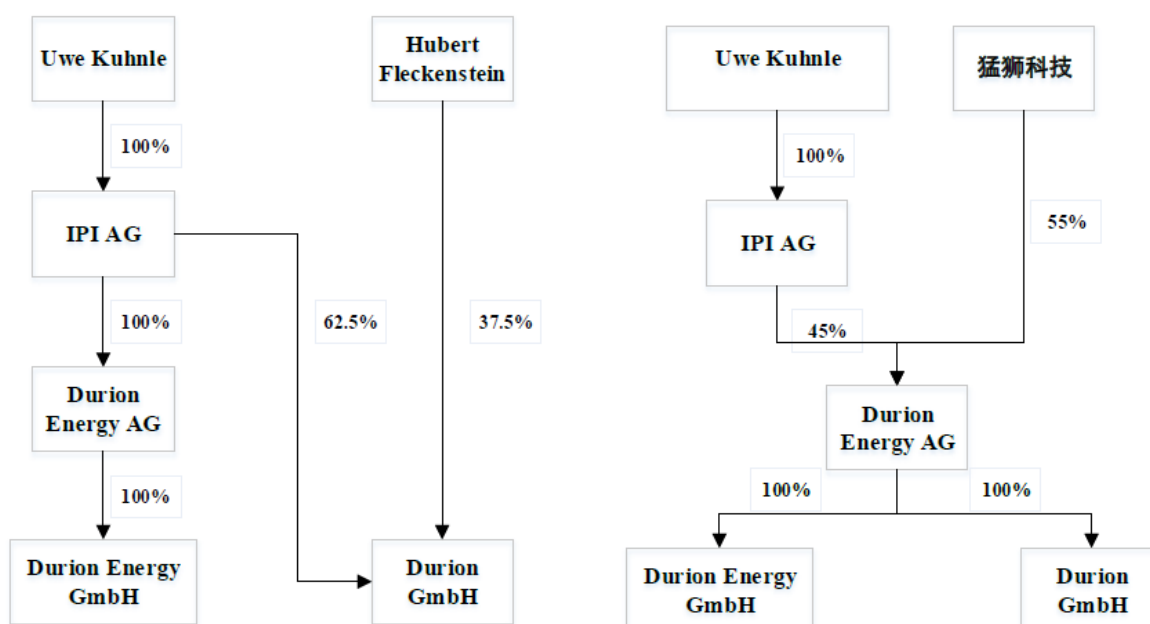 Uwe Kuhnle
Hubert
Fleckenstein
100%
IPI AG
100%
62.5%
37.5%
Durion
Energy AG
100%
Durion Energy
GmbH
Durion
GmbH
Uwe Kuhnle
猛狮科技
100%
55%
IPI AG
45%
Durion
Energy AG
100%
100%
Durion Energy
GmbH
Durion
GmbH